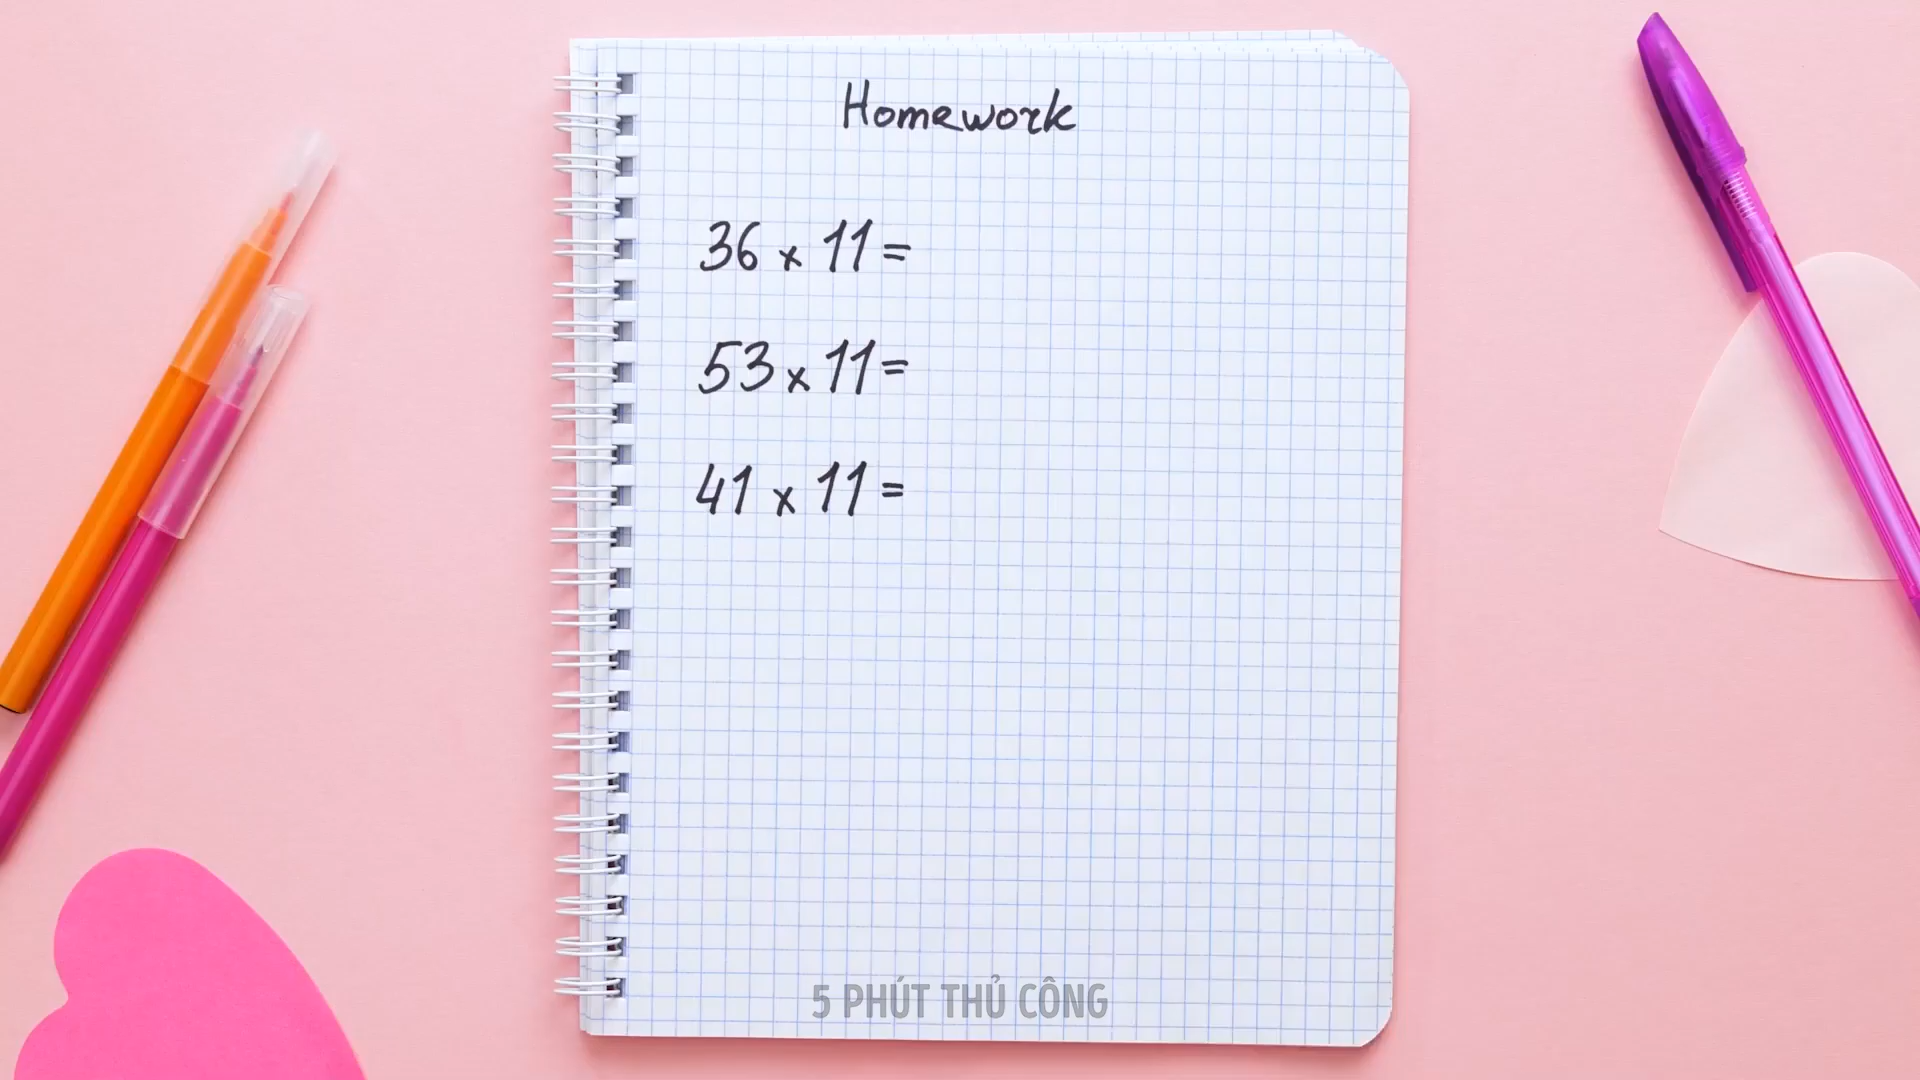 Homework
36 x 11 =
53 x 11 =
41 x 11 =
5 PHÚT THỦ CÔNG